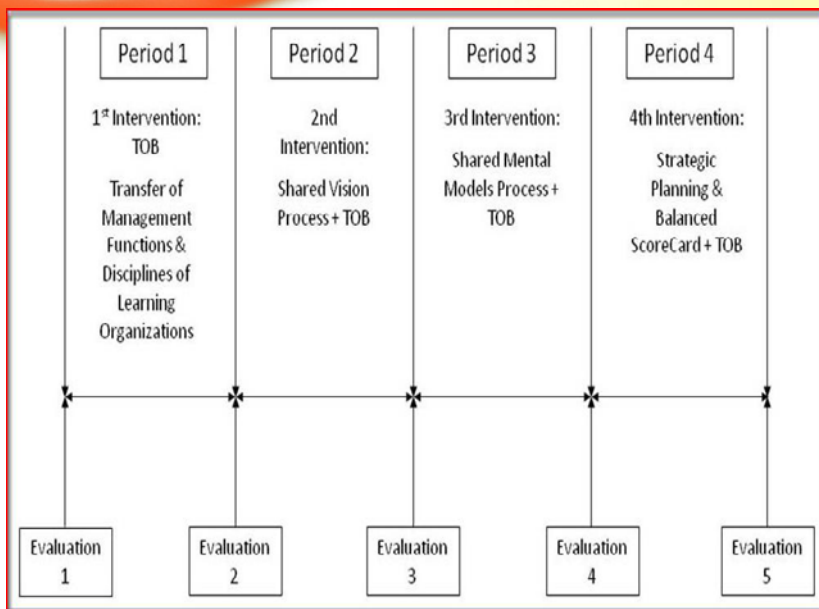 Period 1
1st Intervention:
TOB
Transfer of
Management
Functions &
Disciplines of
Learning
Organizations
Period 2
2nd
Intervention:
Shared Vision
Process + TOB
Period 3
3rd Intervention:
Shared Mental
Models Process +
TOB
Period 4
4th Intervention:
Strategic
Planning &
Balanced
ScoreCard + TOB
Evaluation
1
Evaluation
2
Evaluation
3
Evaluation
4
Evaluation
5